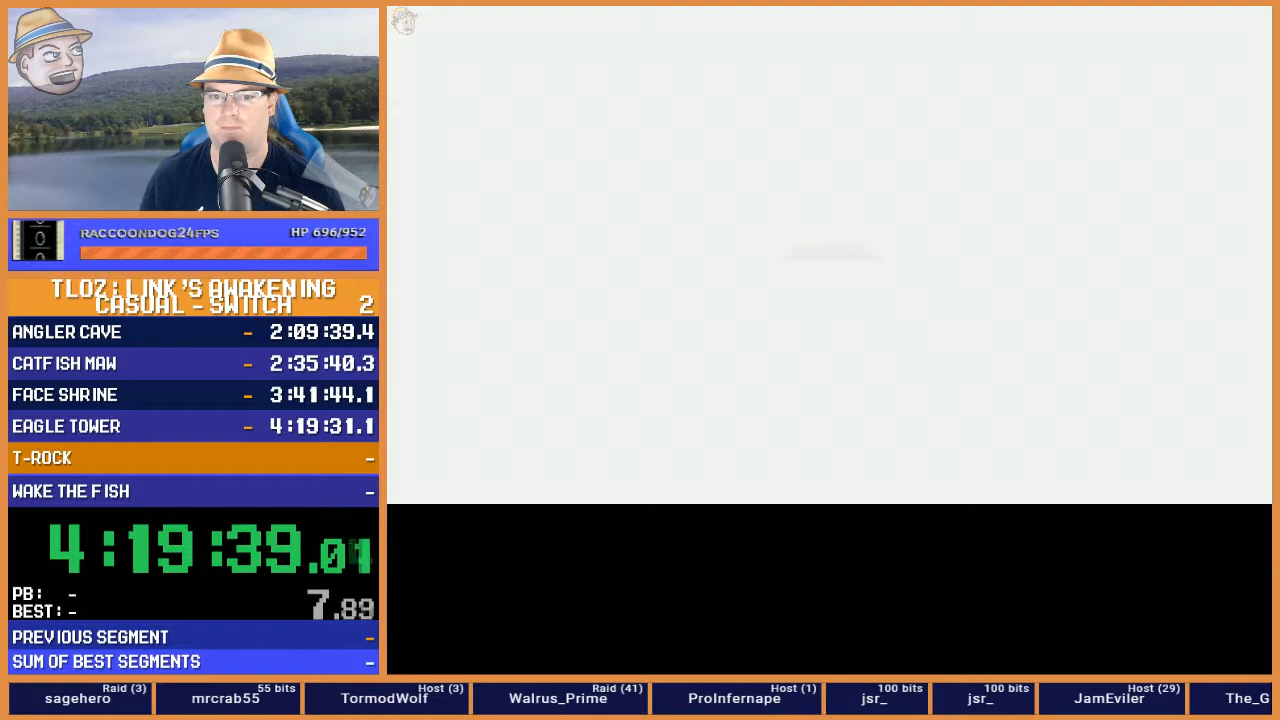 RACCOONDOG24FPS HP 696/952
TLOZ: LINK'S AWAKENING
CASUAL - SWITCH 2
ANGLER CAVE - 2:09:39.4
CATFISH MAW - 2:35:40.3
FACE SHRINE - 3:41:44.1
EAGLE TOWER - 4:19:31.1
T-ROCK -
WAKE THE FISH -
4:19:39.01
PB: -
BEST: - 7.89
PREVIOUS SEGMENT -
SUM OF BEST SEGMENTS -
Raid (3) 55 bits Host (3) Raid (41) Host (1) 100 bits 100 bits Host (29)
sagehero mrcrab55 TormodWolf Walrus_Prime ProInfernape jsr_ jsr_ JamEviler The_G